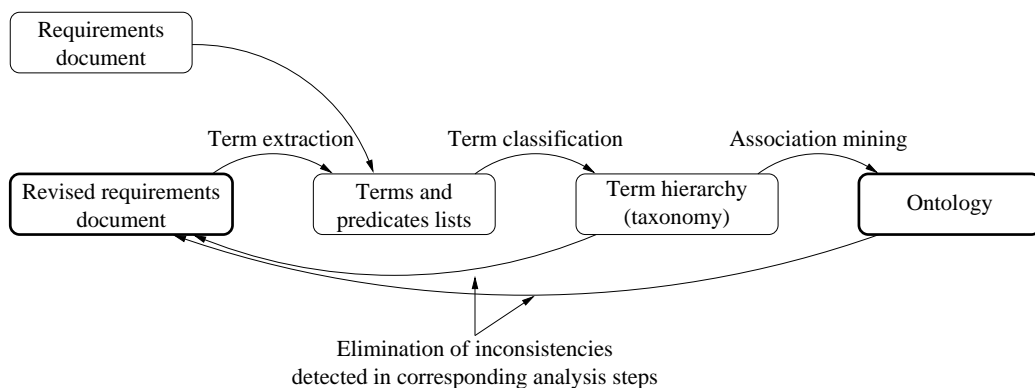 Requirements
document
Term extraction
Term classification
Association mining
Revised requirements
document
Terms and
predicates lists
Term hierarchy
(taxonomy)
Ontology
Elimination of inconsistencies
detected in corresponding analysis steps